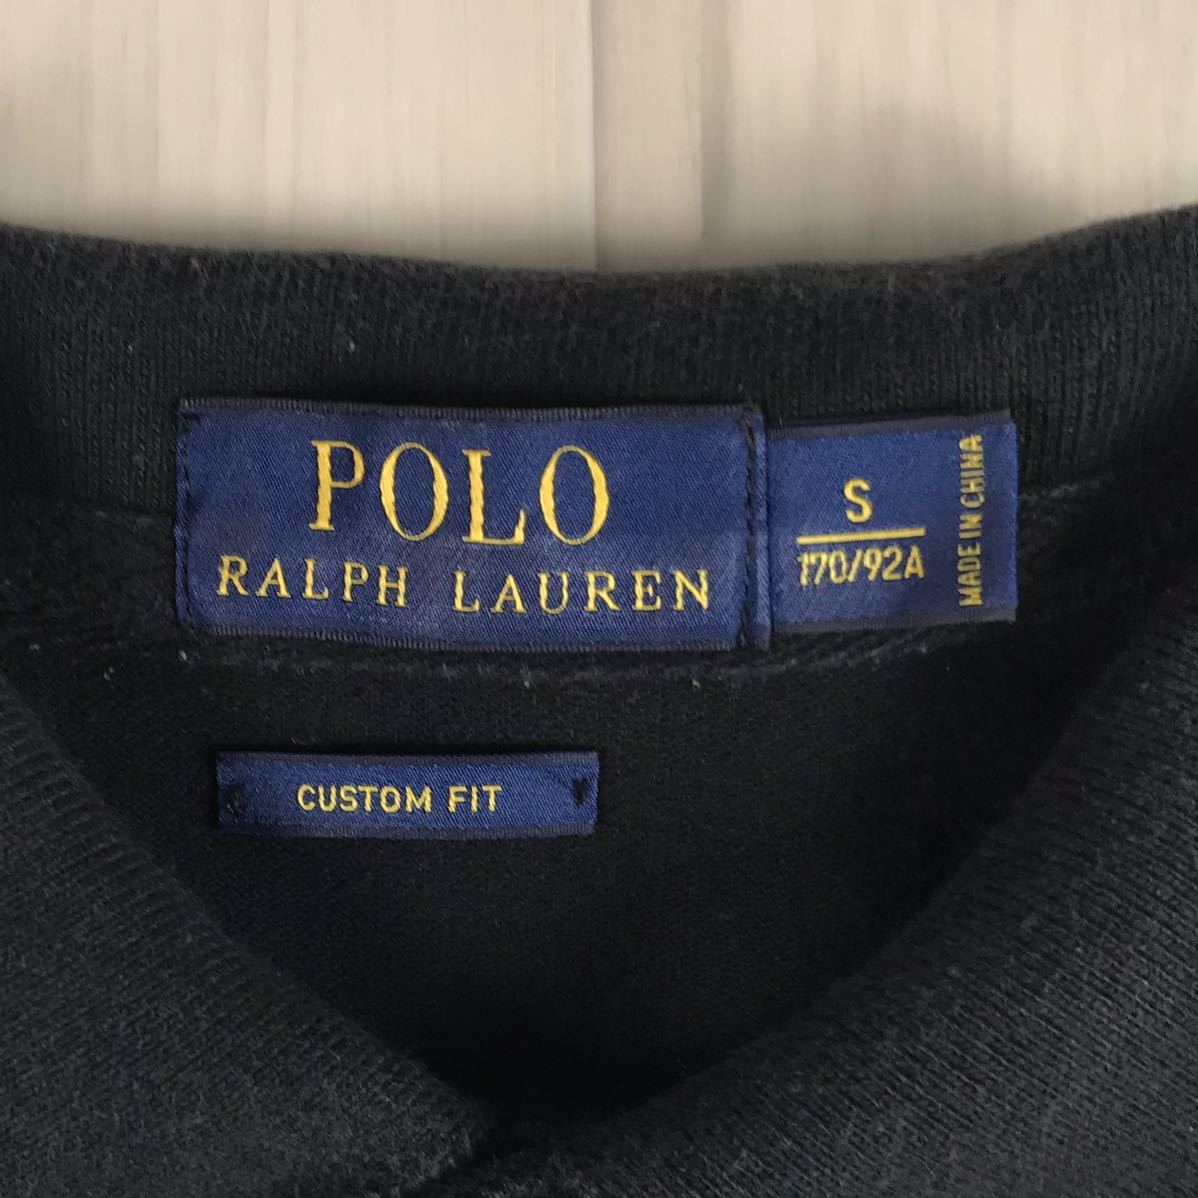 POLO
RALPH LAUREN
S
170/92A
MADE IN CHINA
CUSTOM FIT